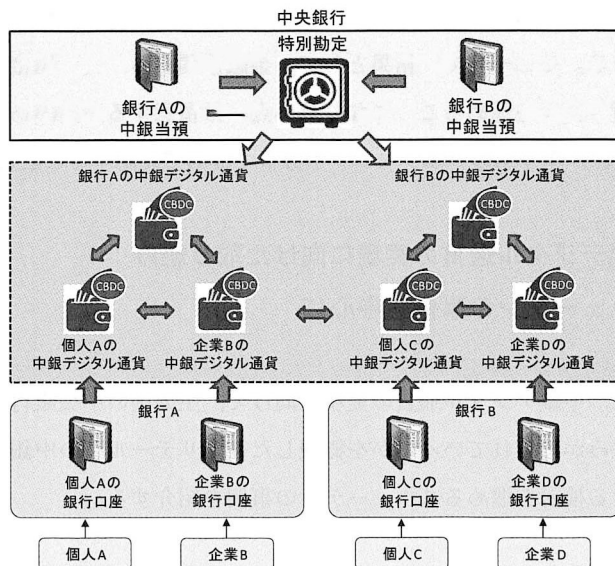 中央銀行
特別勘定
銀行Aの
中銀当預
銀行Bの
中銀当預
銀行Aの中銀デジタル通貨
銀行Bの中銀デジタル通貨
CBDC
CBDC
CBDC
CBDC
CBDC
CBDC
個人Aの
中銀デジタル通貨
企業Bの
中銀デジタル通貨
個人Cの
中銀デジタル通貨
企業Dの
中銀デジタル通貨
銀行A
銀行B
個人Aの
銀行口座
企業Bの
銀行口座
個人Cの
銀行口座
企業Dの
銀行口座
個人A
企業B
個人C
企業D